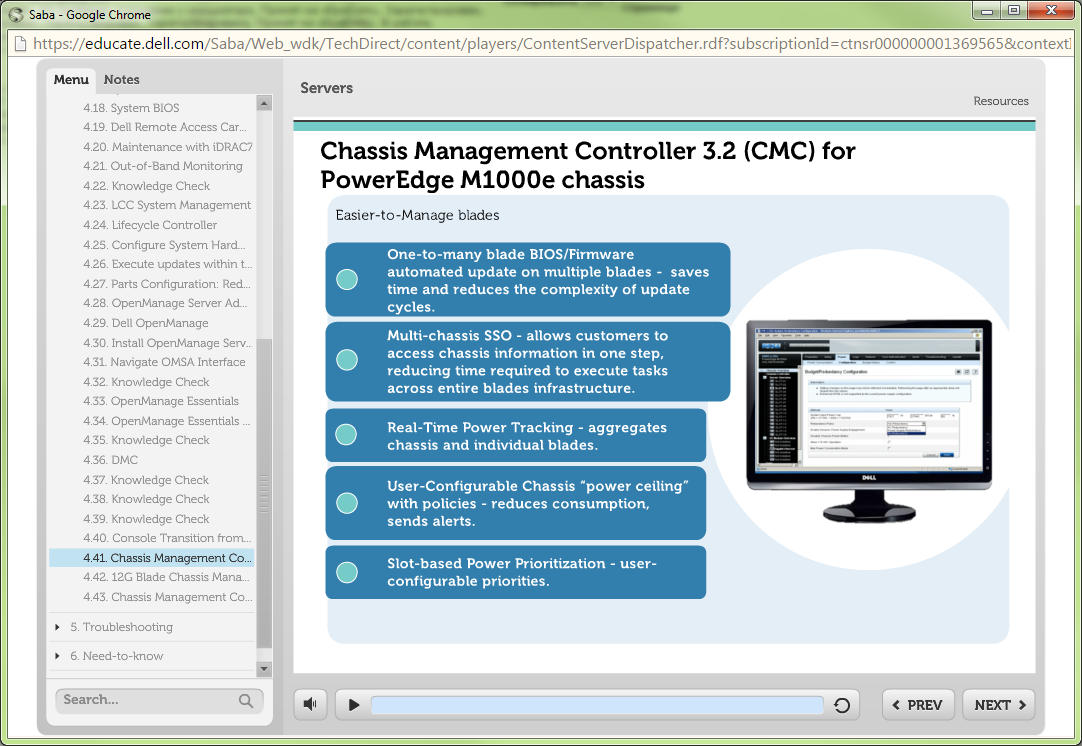 Saba - Google Chrome
https://educate.dell.com/Saba/Web_wdk/TechDirect/content/players/ContentServerDispatcher.rdf?subscriptionId=ctnsr000000001369565&context
Menu
Notes
4.18. System BIOS
4.19. Dell Remote Access Car...
4.20. Maintenance with iDRAC7
4.21. Out-of-Band Monitoring
4.22. Knowledge Check
4.23. LCC System Management
4.24. Lifecycle Controller
4.25. Configure System Hard...
4.26. Execute updates within t...
4.27. Parts Configuration: Red...
4.28. OpenManage Server Ad...
4.29. Dell OpenManage
4.30. Install OpenManage Serv...
4.31. Navigate OMSA Interface
4.32. Knowledge Check
4.33. OpenManage Essentials
4.34. OpenManage Essentials ...
4.35. Knowledge Check
4.36. DMC
4.37. Knowledge Check
4.38. Knowledge Check
4.39. Knowledge Check
4.40. Console Transition from...
4.41. Chassis Management Co...
4.42. 12G Blade Chassis Mana...
4.43. Chassis Management Co...
5. Troubleshooting
6. Need-to-know
Search...
Servers
Resources
Chassis Management Controller 3.2 (CMC) for
PowerEdge M1000e chassis
Easier-to-Manage blades
One-to-many blade BIOS/Firmware
automated update on multiple blades - saves
time and reduces the complexity of update
cycles.
Multi-chassis SSO - allows customers to
access chassis information in one step,
reducing time required to execute tasks
across entire blades infrastructure.
Real-Time Power Tracking - aggregates
chassis and individual blades.
User-Configurable Chassis “power ceiling”
with policies - reduces consumption,
sends alerts.
Slot-based Power Prioritization - user-
configurable priorities.
Budget/Redundancy Configuration
DELL
PREV
NEXT